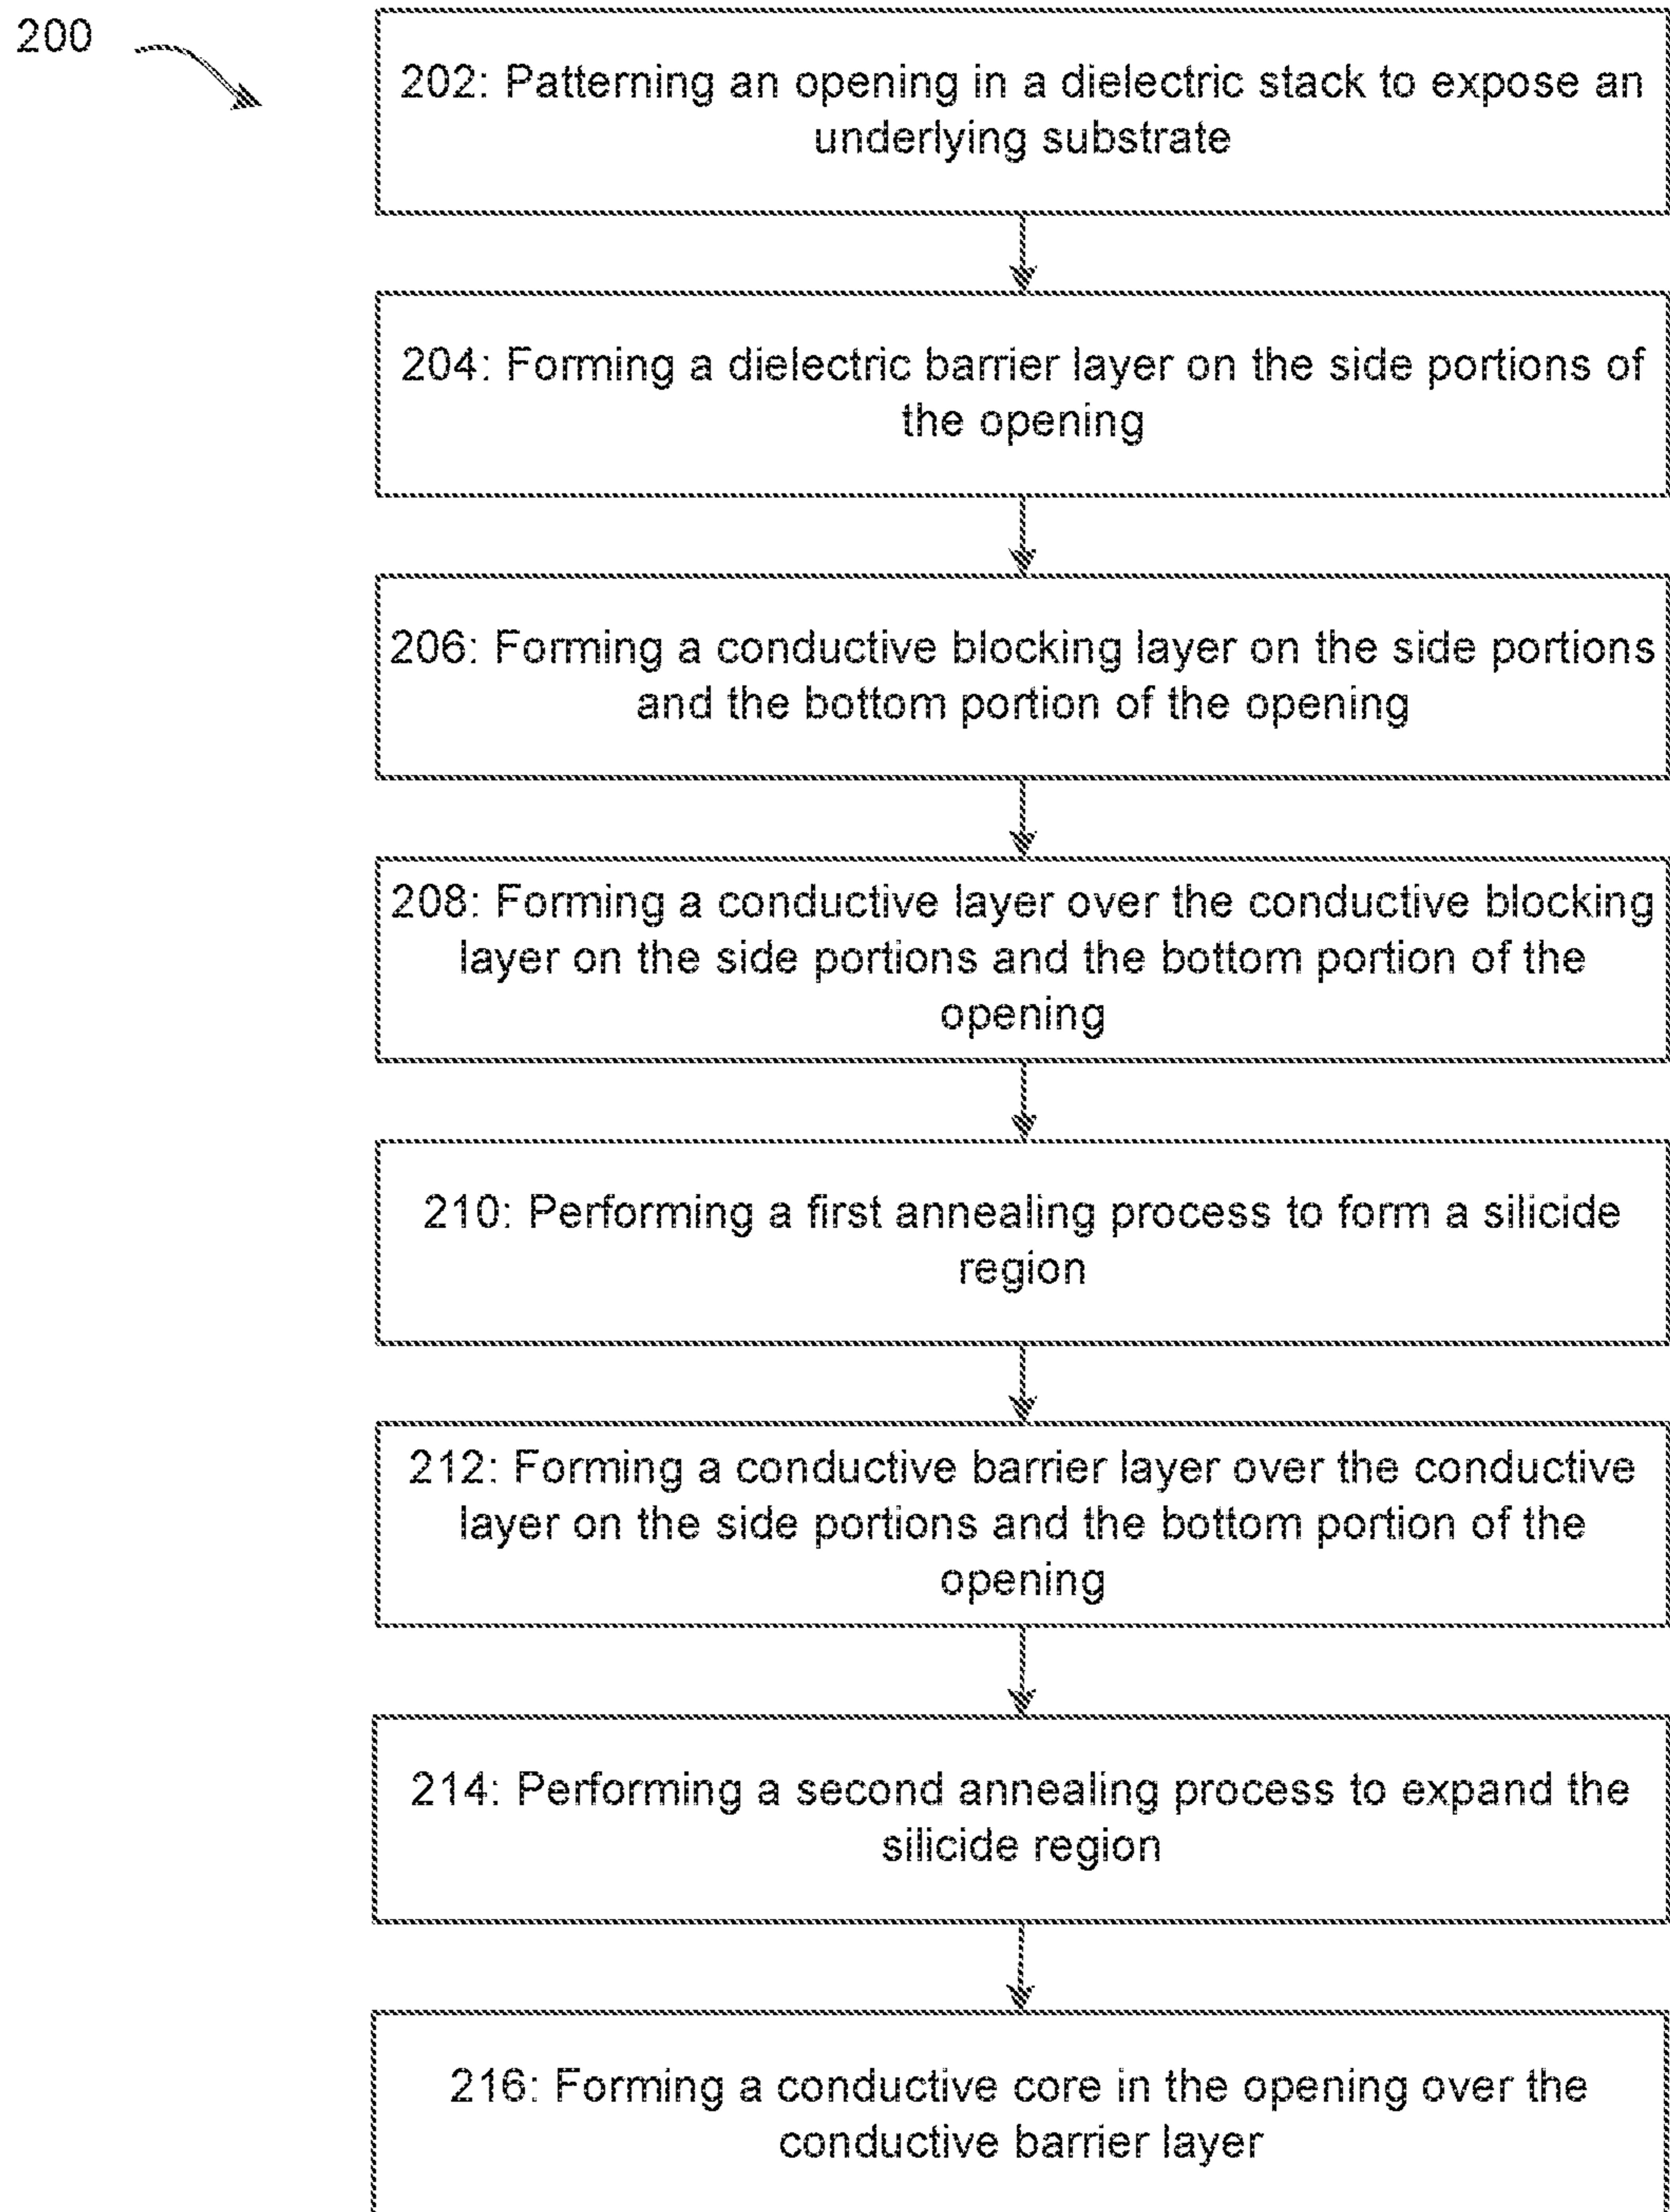 200
202: Patterning an opening in a dielectric stack to expose an
underlying substrate
204: Forming a dielectric barrier layer on the side portions of
the opening
206: Forming a conductive blocking layer on the side portions
and the bottom portion of the opening
208: Forming a conductive layer over the conductive blocking
layer on the side portions and the bottom portion of the
opening
210: Performing a first annealing process to form a silicide
region
212: Forming a conductive barrier layer over the conductive
layer on the side portions and the bottom portion of the
opening
214: Performing a second annealing process to expand the
silicide region
216: Forming a conductive core in the opening over the
conductive barrier layer